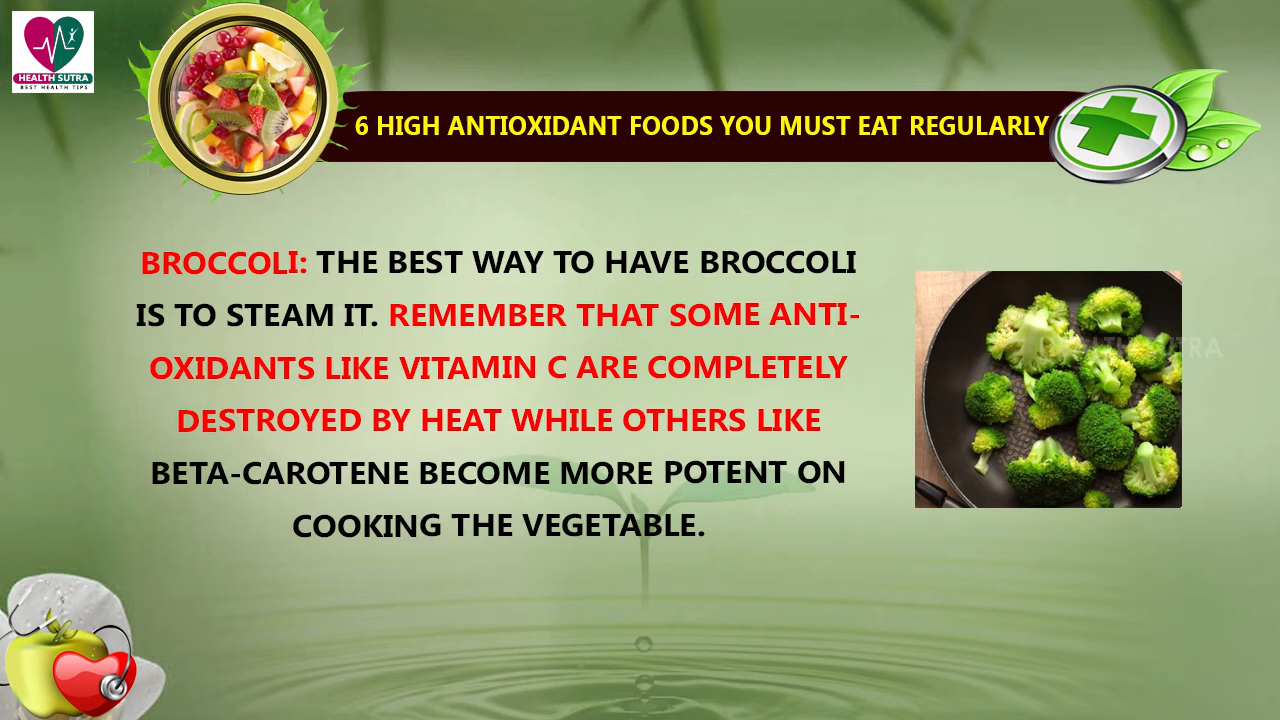 HEALTH SUTRA
BEST HEALTH TIPS
6 HIGH ANTIOXIDANT FOODS YOU MUST EAT REGULARLY
BROCCOLI: THE BEST WAY TO HAVE BROCCOLI
IS TO STEAM IT. REMEMBER THAT SOME ANTI-
OXIDANTS LIKE VITAMIN C ARE COMPLETELY
DESTROYED BY HEAT WHILE OTHERS LIKE
BETA-CAROTENE BECOME MORE POTENT ON
COOKING THE VEGETABLE.
HEALTH SUTRA